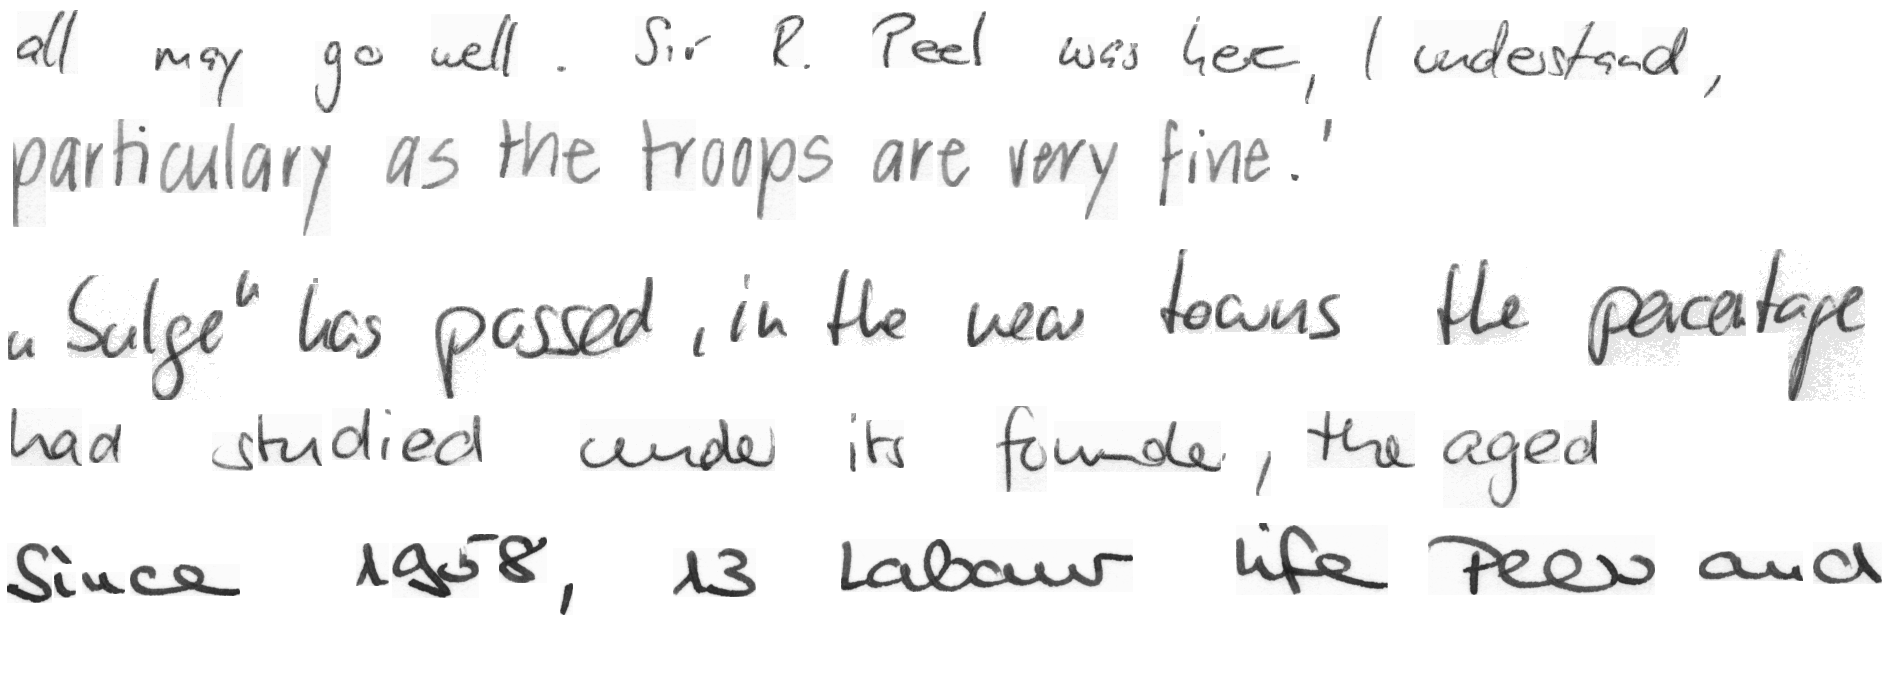 all may go well. Sir R. Peel was here, I understand,
particulary as the troops are very fine.'
"Sulge" has passed, in the new towns the percentage
had studied under its founder, the aged
Since 1958, 13 Labour life Peers and